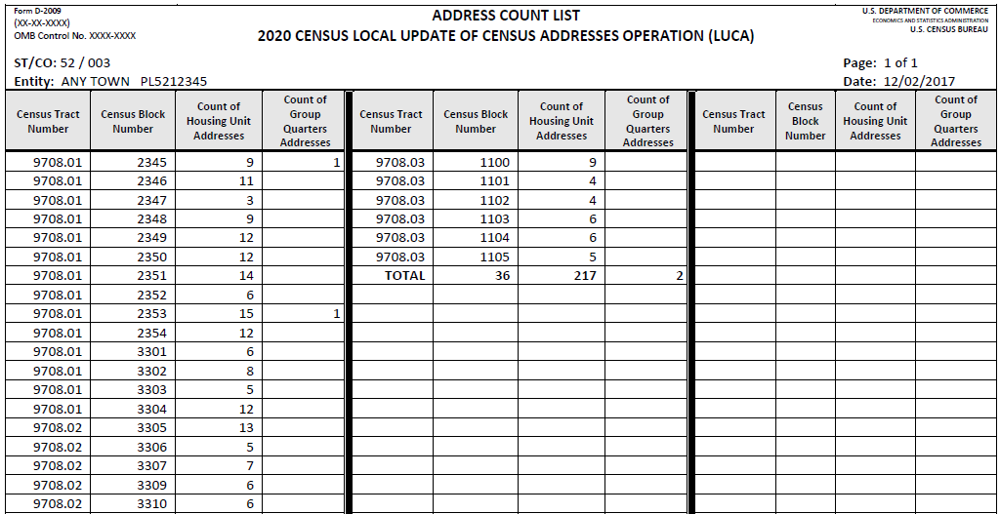 Form D-2009
(XX-XX-XXXX)
OMB Control No. XXXX-XXXX
ADDRESS COUNT LIST
2020 CENSUS LOCAL UPDATE OF CENSUS ADDRESSES OPERATION (LUCA)
U.S. DEPARTMENT OF COMMERCE
ECONOMICS AND STATISTICS ADMINISTRATION
U.S. CENSUS BUREAU
ST/CO: 52 / 003
Entity: ANY TOWN PL5212345
Page: 1 of 1
Date: 12/02/2017
Census Tract Number Census Block Number Count of Housing Unit Addresses Count of Group Quarters Addresses Census Tract Number Census Block Number Count of Housing Unit Addresses Count of Group Quarters Addresses Census Tract Number Census Block Number Count of Housing Unit Addresses Count of Group Quarters Addresses
9708.01 2345 9 1 9708.03 1100 9
9708.01 2346 11 9708.03 1101 4
9708.01 2347 3 9708.03 1102 4
9708.01 2348 9 9708.03 1103 6
9708.01 2349 12 9708.03 1104 6
9708.01 2350 12 9708.03 1105 5
9708.01 2351 14 TOTAL 36 217 2
9708.01 2352 6
9708.01 2353 15 1
9708.01 2354 12
9708.01 3301 6
9708.01 3302 8
9708.01 3303 5
9708.01 3304 12
9708.02 3305 13
9708.02 3306 5
9708.02 3307 7
9708.02 3309 6
9708.02 3310 6